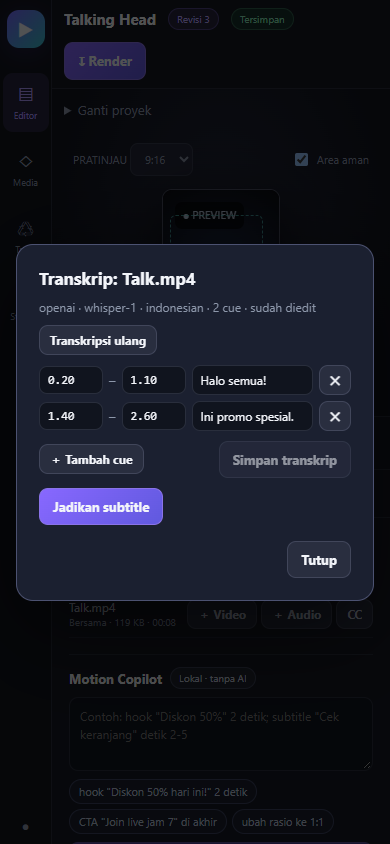 Talking Head
Revisi 3
Tersimpan
↧ Render
Editor
▶ Ganti proyek
Media
PRATINJAU
9:16
Area aman
● PREVIEW
Transkrip: Talk.mp4
openai · whisper-1 · indonesian · 2 cue · sudah diedit
Transkripsi ulang
0.20 – 1.10 Halo semua! ✕
1.40 – 2.60 Ini promo spesial. ✕
+ Tambah cue
Simpan transkrip
Jadikan subtitle
Tutup
Talk.mp4
Bersama · 119 KB · 00:08
+ Video
+ Audio
CC
Motion Copilot
Lokal · tanpa AI
Contoh: hook "Diskon 50%" 2 detik; subtitle "Cek
keranjang" detik 2-5
hook "Diskon 50% hari ini!" 2 detik
CTA "Join live jam 7" di akhir
ubah rasio ke 1:1